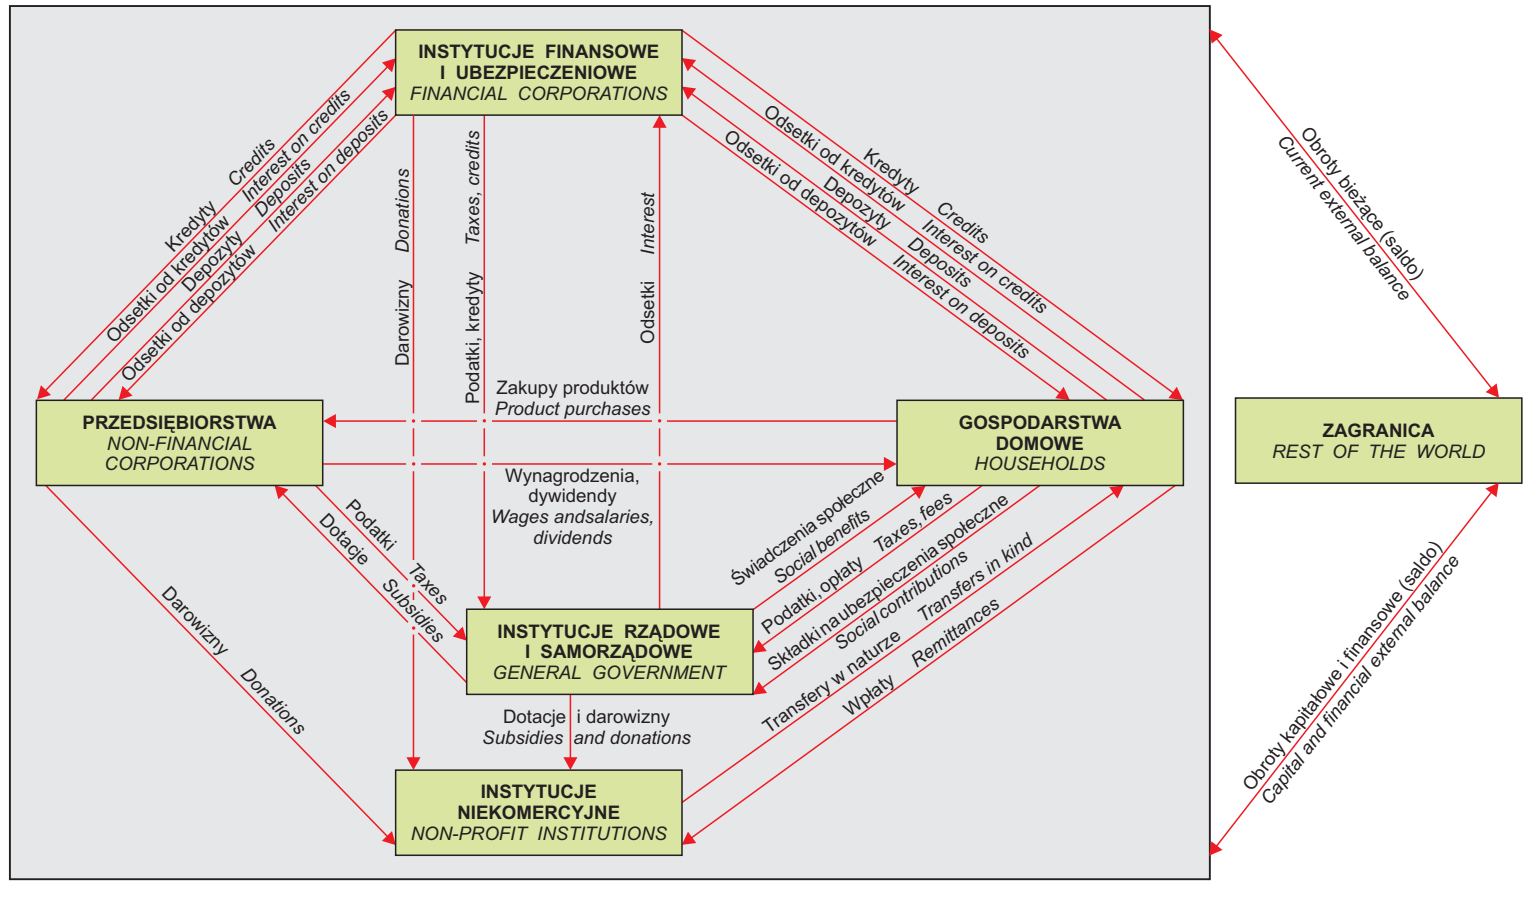 INSTYTUCJE FINANSOWE
I UBEZPIECZENIOWE
FINANCIAL CORPORATIONS
Kredyty Credits
Odsetki od kredytów Interest on credits
Depozyty Deposits
Odsetki od depozytów Interest on deposits
Darowizny Donations
Podatki, kredyty Taxes, credits
Odsetki Interest
Kredyty Credits
Odsetki od kredytów Interest on credits
Depozyty Deposits
Odsetki od depozytów Interest on deposits
Obroty bieżące (saldo)
Current external balance
Zakupy produktów
Product purchases
PRZEDSIĘBIORSTWA
NON-FINANCIAL
CORPORATIONS
GOSPODARSTWA
DOMOWE
HOUSEHOLDS
ZAGRANICA
REST OF THE WORLD
Wynagrodzenia,
dywidendy
Wages andsalaries,
dividends
Podatki Taxes
Dotacje Subsidies
Darowizny Donations
Świadczenia społeczne
Social benefits
Podatki, opłaty Taxes, fees
Składki na ubezpieczenia społeczne
Social contributions
Transfery w naturze Transfers in kind
Wpłaty Remittances
INSTYTUCJE RZĄDOWE
I SAMORZĄDOWE
GENERAL GOVERNMENT
Dotacje i darowizny
Subsidies and donations
INSTYTUCJE
NIEKOMERCYJNE
NON-PROFIT INSTITUTIONS
Obroty kapitałowe i finansowe (saldo)
Capital and financial external balance